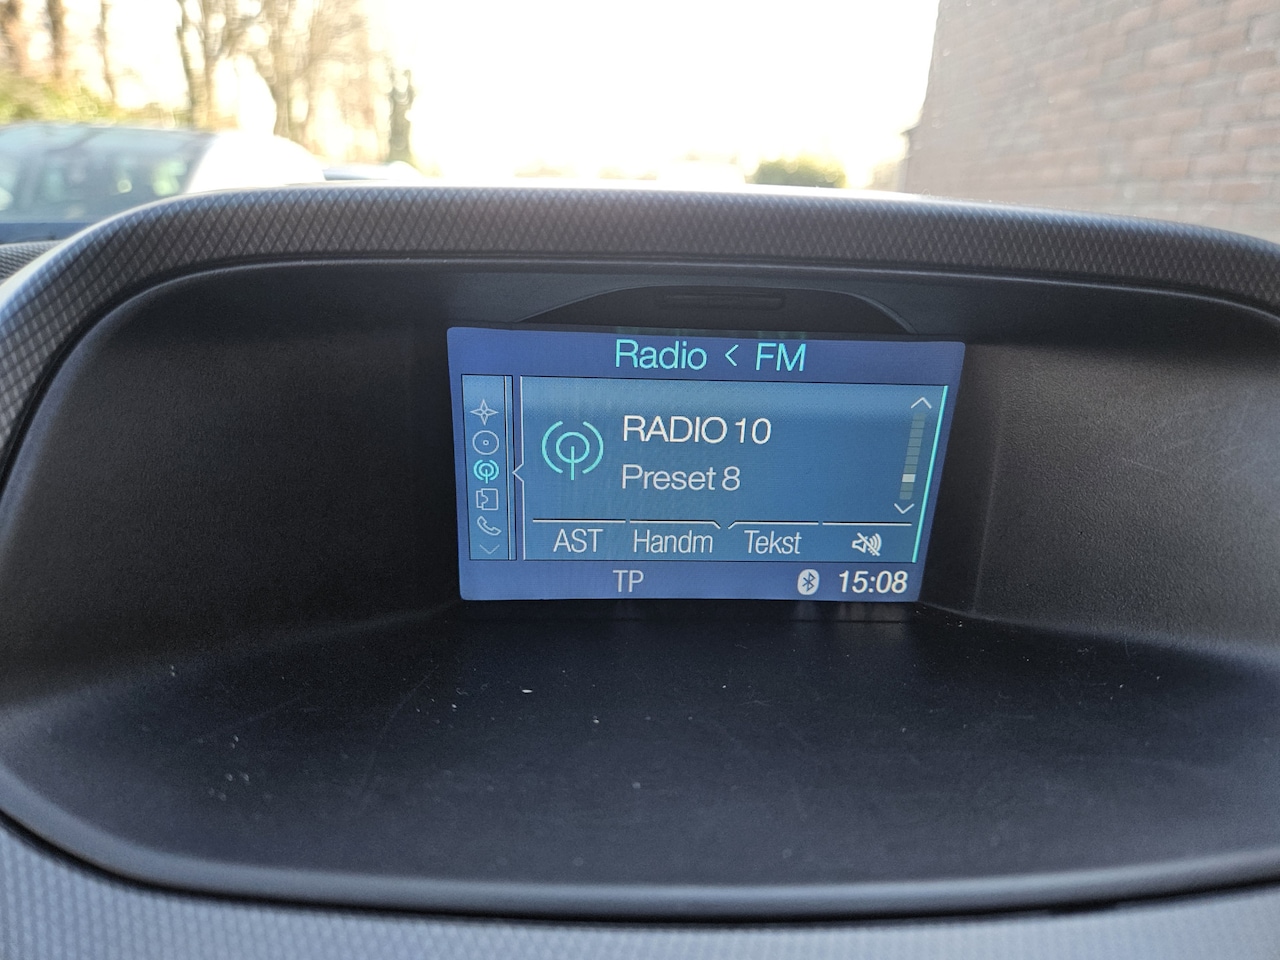 Radio < FM
RADIO 10
Preset 8
AST Handm Tekst
TP 15:08